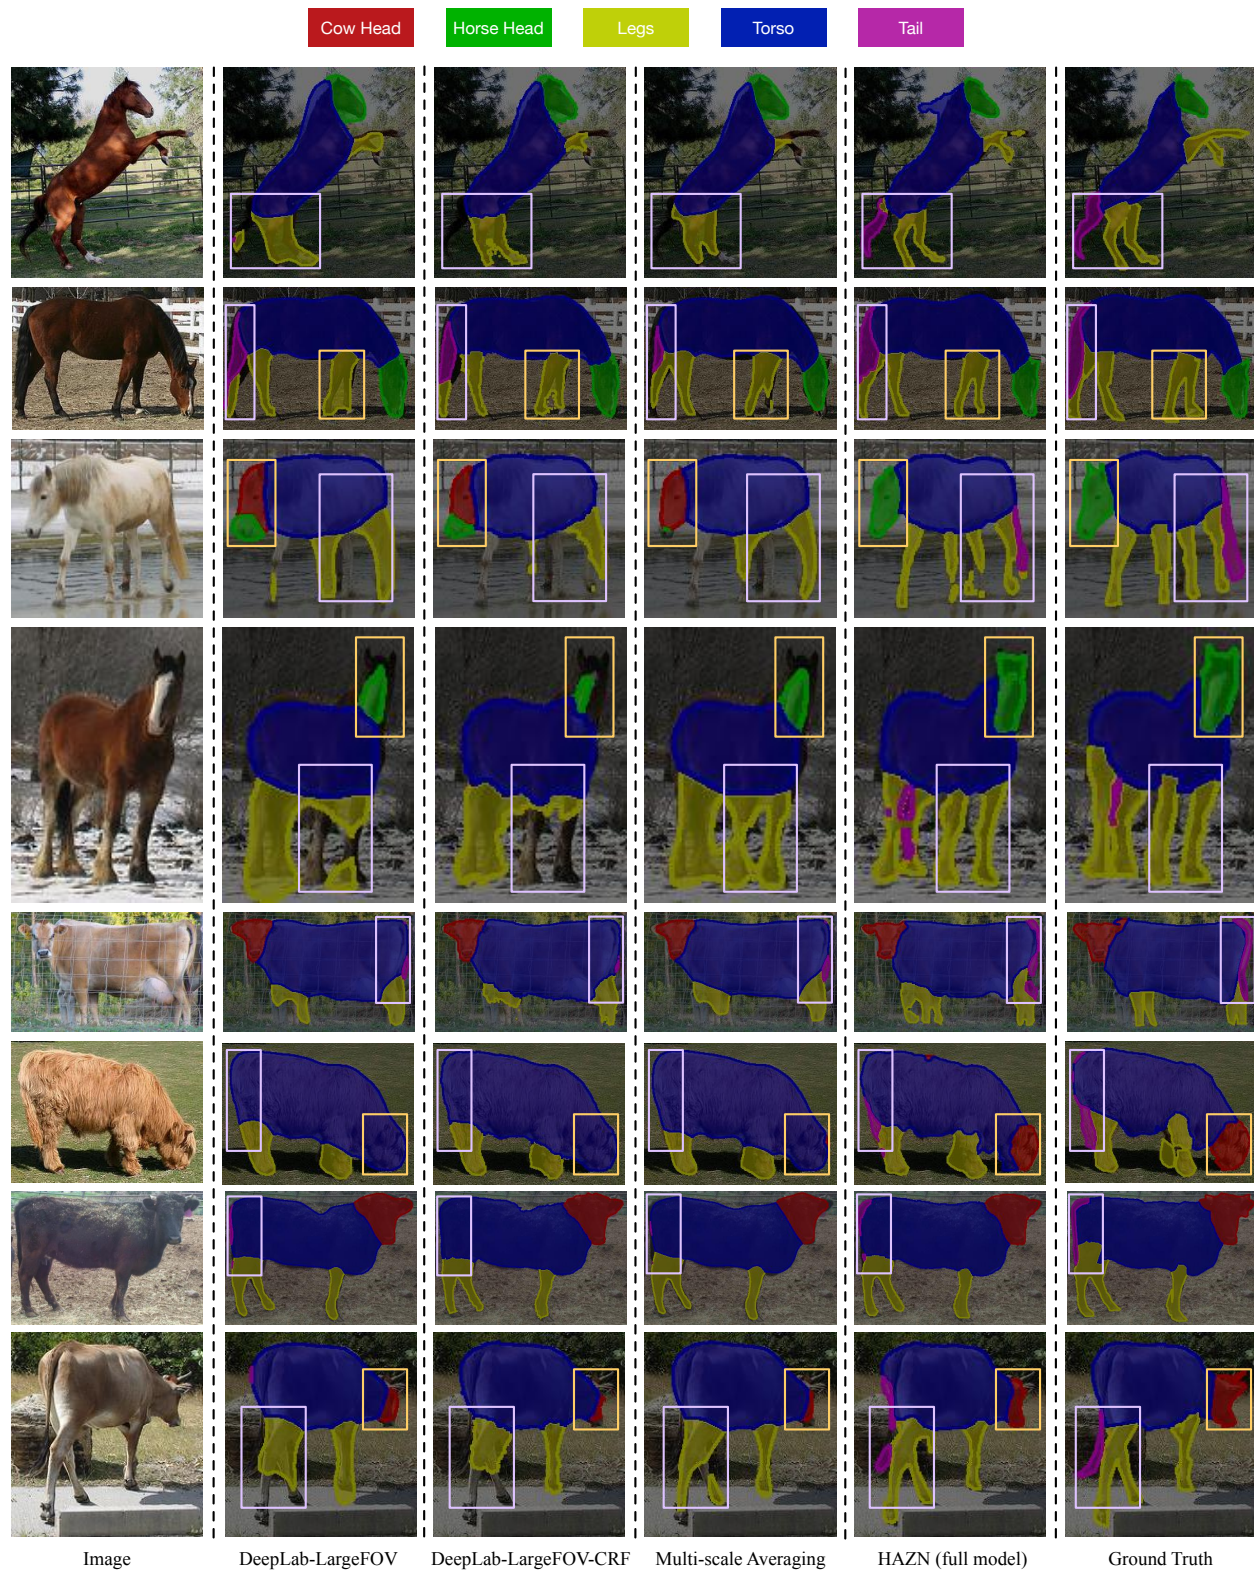 Cow Head Horse Head Legs Torso Tail
Image DeepLab-LargeFOV DeepLab-LargeFOV-CRF Multi-scale Averaging HAZN (full model) Ground Truth